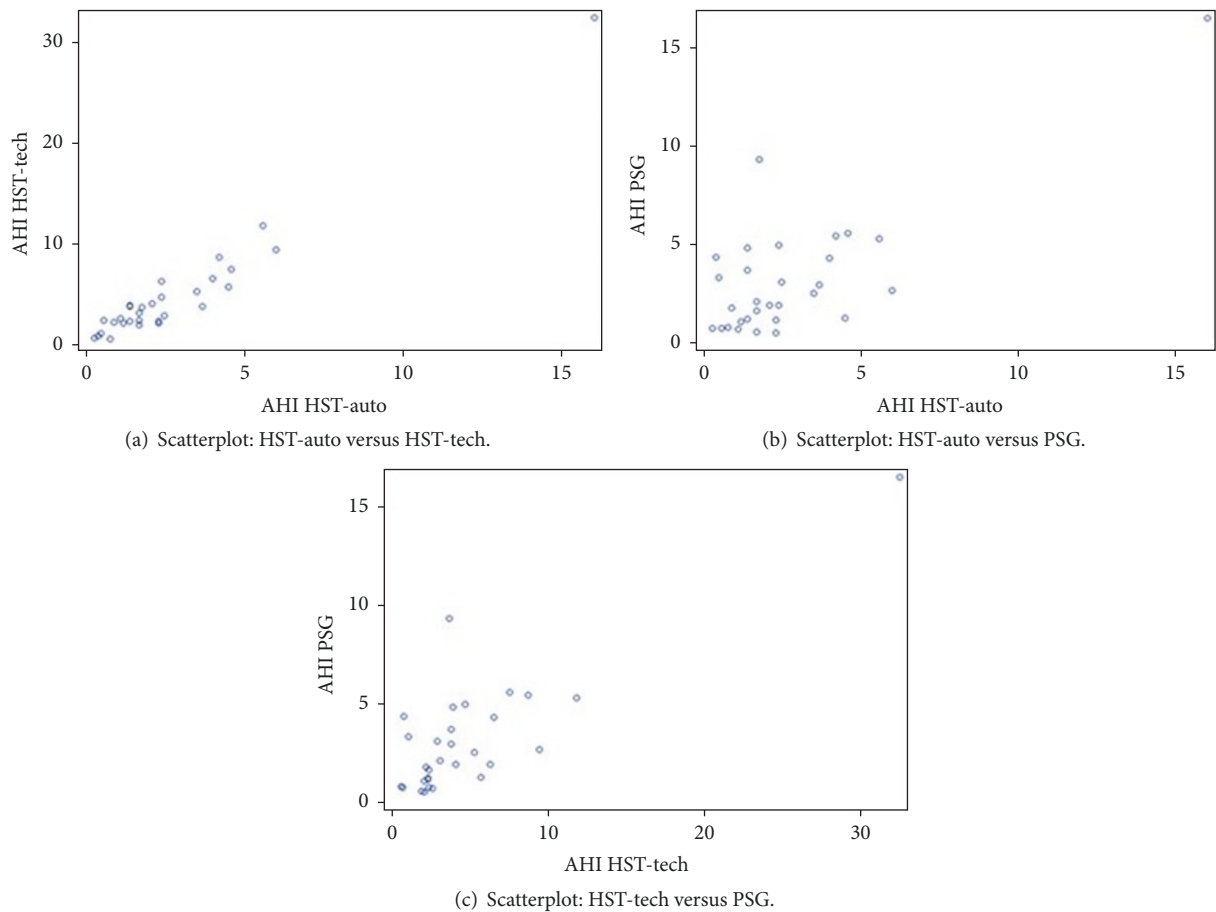 30
20
10
0
AHI HST-tech
0 5 10 15
AHI HST-auto
(a) Scatterplot: HST-auto versus HST-tech.
15
10
5
0
AHI PSG
0 5 10 15
AHI HST-auto
(b) Scatterplot: HST-auto versus PSG.
15
10
5
0
AHI PSG
0 10 20 30
AHI HST-tech
(c) Scatterplot: HST-tech versus PSG.